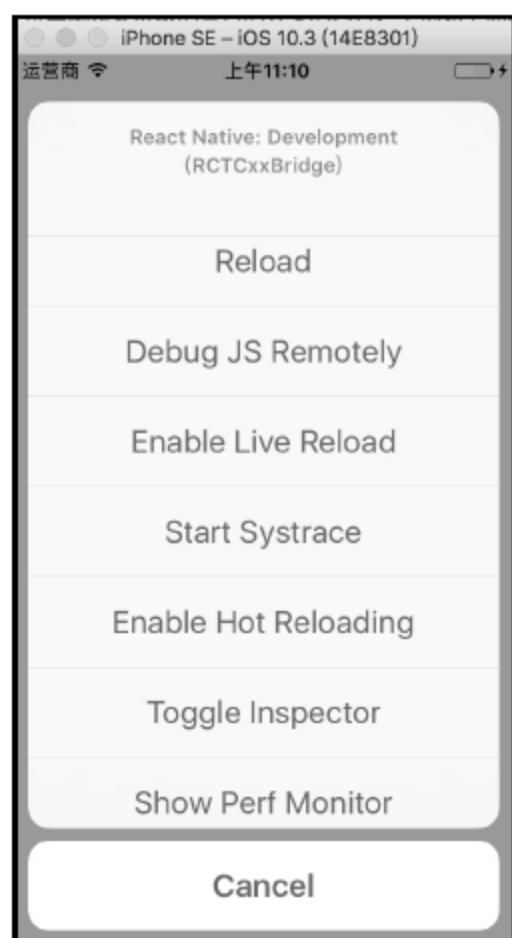 iPhone SE – iOS 10.3 (14E8301)
运营商 上午11:10
React Native: Development
(RCTCxxBridge)
Reload
Debug JS Remotely
Enable Live Reload
Start Systrace
Enable Hot Reloading
Toggle Inspector
Show Perf Monitor
Cancel